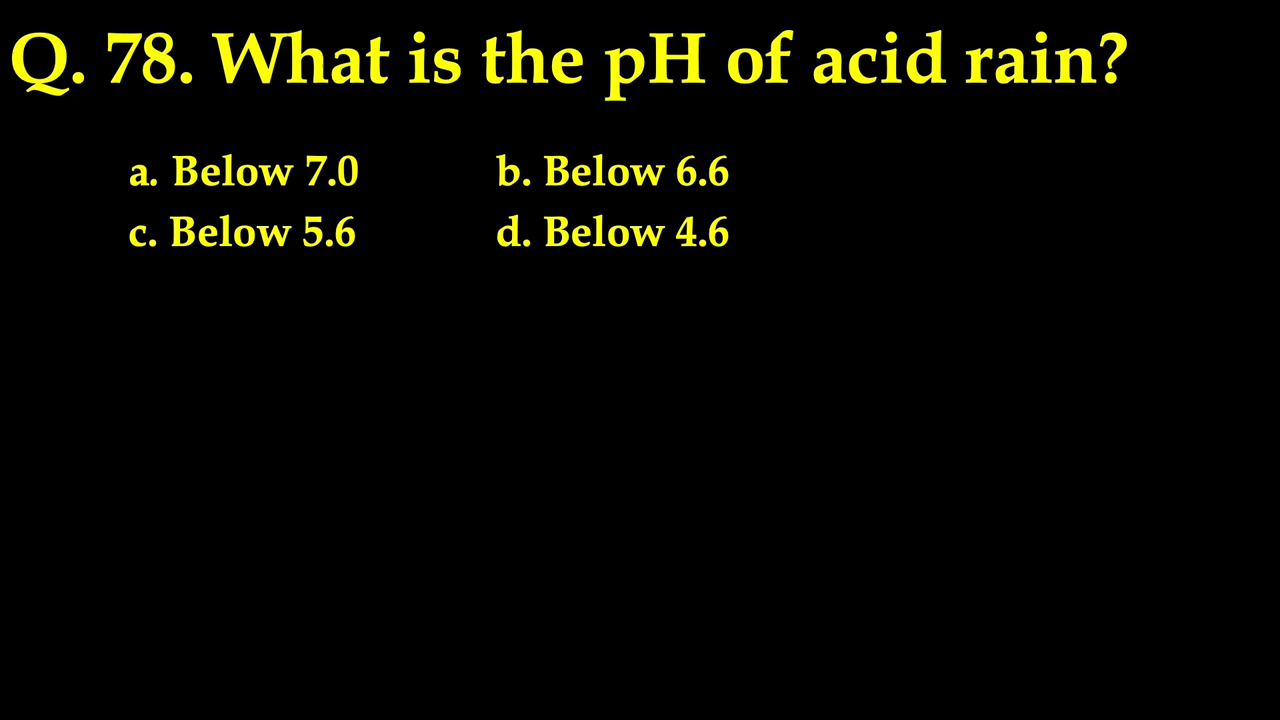 Q. 78. What is the pH of acid rain?
a. Below 7.0 b. Below 6.6
c. Below 5.6 d. Below 4.6